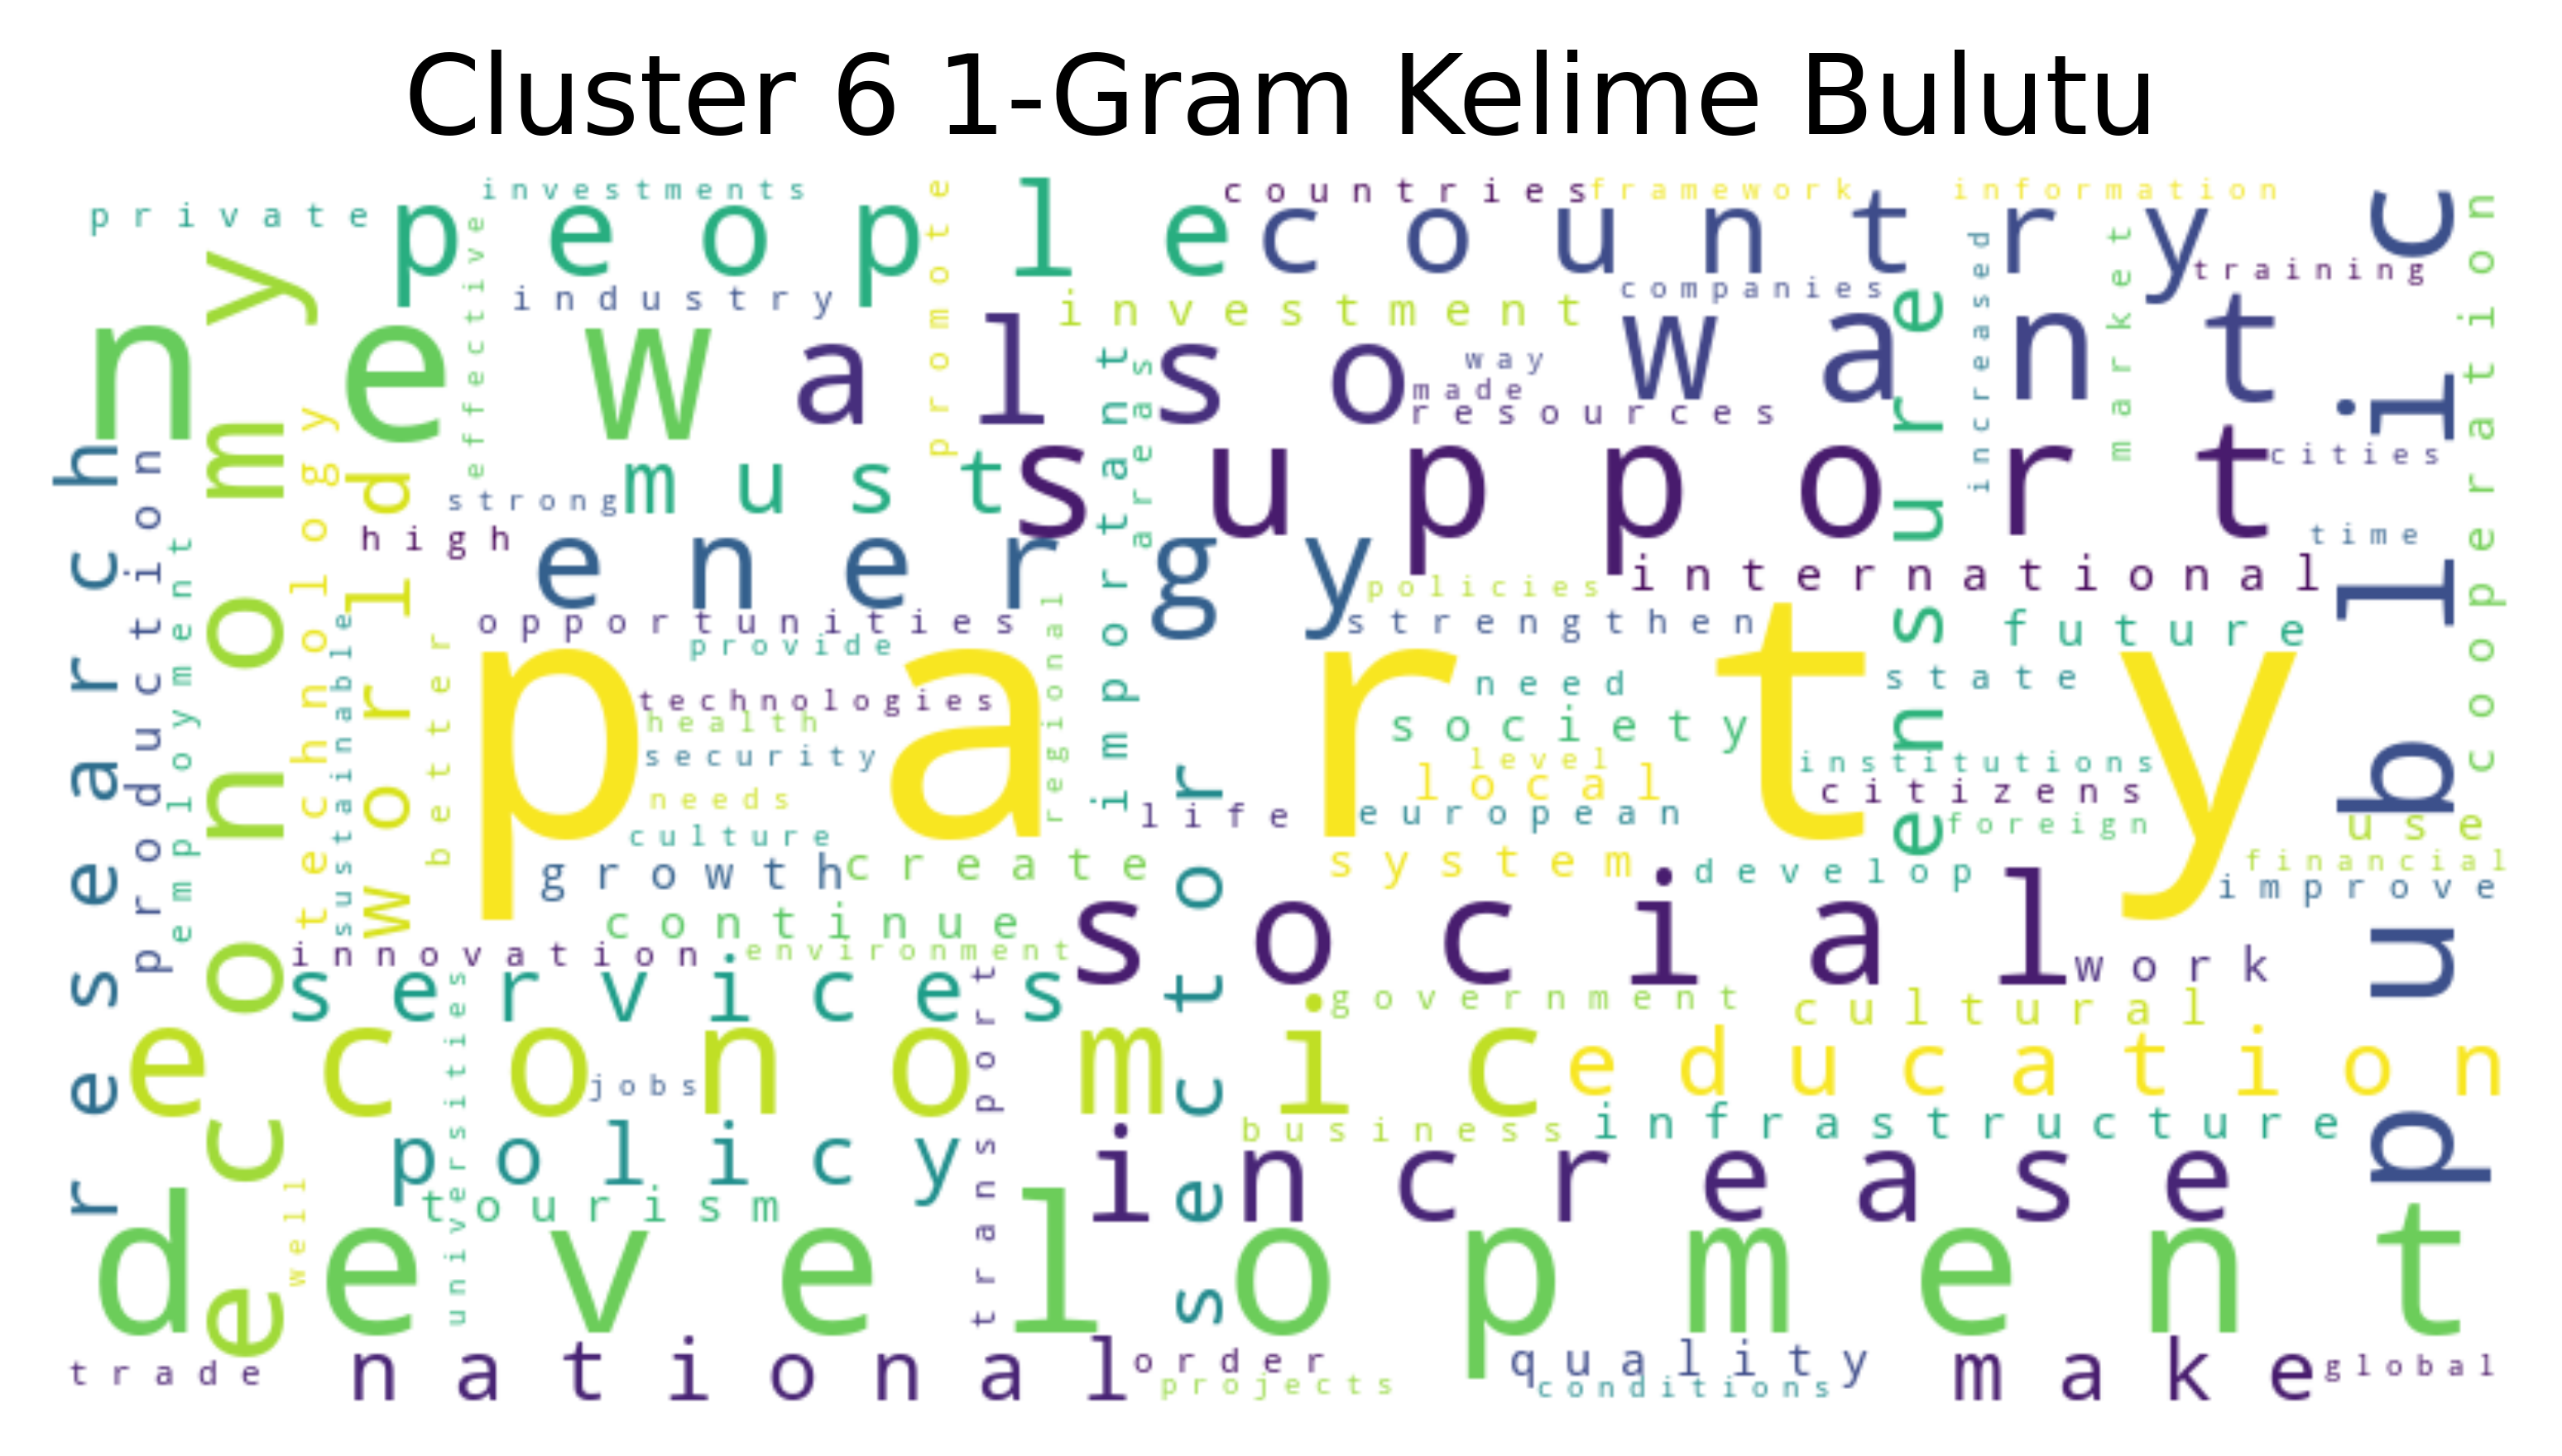 Cluster 6 1-Gram Kelime Bulutu
investments
countries
framework
information
private
people
country
promote
cooperation
public
effective
training
economy
industry
investment
companies
increased
market
new
also
want
way
made
resources
important
areas
ensure
research
production
technology
world
must
support
cities
strong
high
energy
time
employment
policies
international
opportunities
strengthen
future
provide
sustainable
better
regional
party
technologies
need
state
health
society
security
level
institutions
local
needs
citizens
life
european
foreign
use
culture
growth
create
system
develop
financial
improve
sector
continue
social
innovation
environment
work
services
universities
transport
government
cultural
economic
education
jobs
policy
business
infrastructure
increase
well
tourism
development
trade
national
order
projects
quality
conditions
make
global